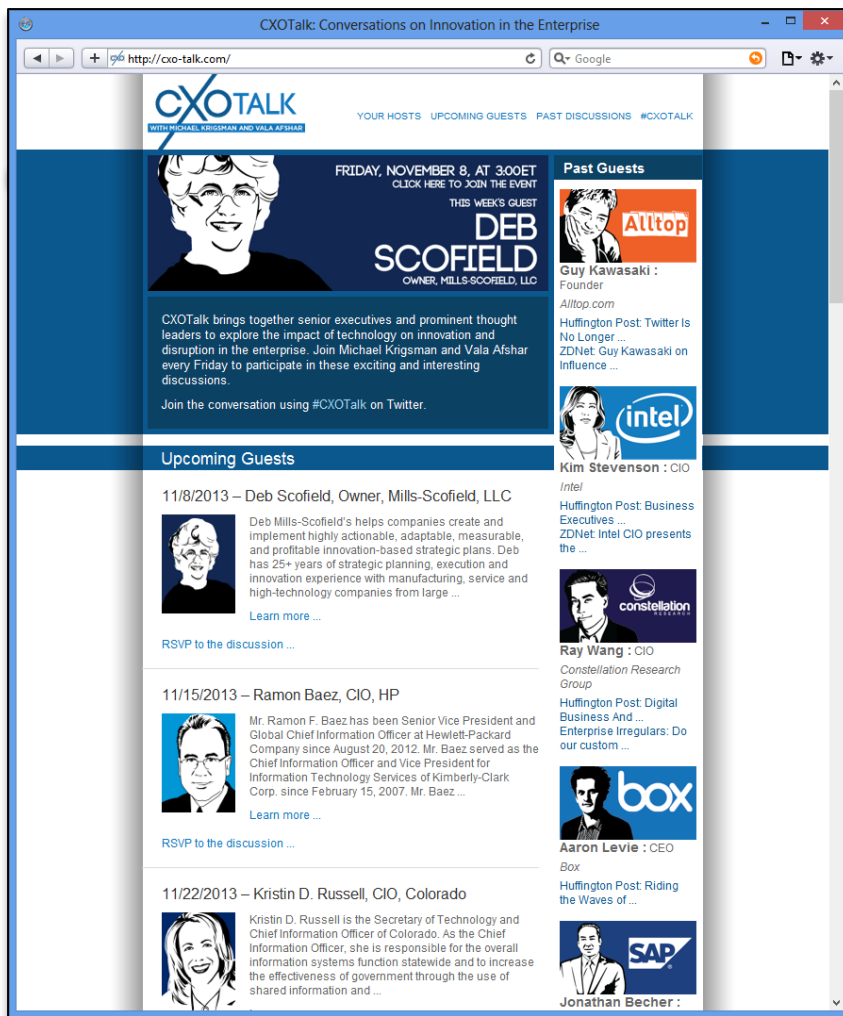 CXOTalk: Conversations on Innovation in the Enterprise
http://cxo-talk.com/
Google
CXOTALK
WITH MICHAEL KRIGSMAN AND VALA AFSHAR
YOUR HOSTS UPCOMING GUESTS PAST DISCUSSIONS #CXOTALK
FRIDAY, NOVEMBER 8, AT 3:00ET
CLICK HERE TO JOIN THE EVENT
THIS WEEK'S GUEST
DEB
SCOFIELD
OWNER, MILLS-SCOFIELD, LLC
CXOTalk brings together senior executives and prominent thought
leaders to explore the impact of technology on innovation and
disruption in the enterprise. Join Michael Krigsman and Vala Afshar
every Friday to participate in these exciting and interesting
discussions.
Join the conversation using #CXOTalk on Twitter.
Upcoming Guests
11/8/2013 – Deb Scofield, Owner, Mills-Scofield, LLC
Deb Mills-Scofield's helps companies create and
implement highly actionable, adaptable, measurable,
and profitable innovation-based strategic plans. Deb
has 25+ years of strategic planning, execution and
innovation experience with manufacturing, service and
high-technology companies from large ...
Learn more ...
RSVP to the discussion ...
11/15/2013 – Ramon Baez, CIO, HP
Mr. Ramon F. Baez has been Senior Vice President and
Global Chief Information Officer at Hewlett-Packard
Company since August 20, 2012. Mr. Baez served as the
Chief Information Officer and Vice President for
Information Technology Services of Kimberly-Clark
Corp. since February 15, 2007. Mr. Baez ...
Learn more ...
RSVP to the discussion ...
11/22/2013 – Kristin D. Russell, CIO, Colorado
Kristin D. Russell is the Secretary of Technology and
Chief Information Officer of Colorado. As the Chief
Information Officer, she is responsible for the overall
information systems function statewide and to increase
the effectiveness of government through the use of
shared information and ...
Past Guests
Alltop
Guy Kawasaki :
Founder
Alltop.com
Huffington Post: Twitter Is
No Longer ...
ZDNet: Guy Kawasaki on
Influence ...
intel
Kim Stevenson : CIO
Intel
Huffington Post: Business
Executives ...
ZDNet: Intel CIO presents
the ...
constellation
RESEARCH
Ray Wang : CIO
Constellation Research
Group
Huffington Post: Digital
Business And ...
Enterprise Irregulars: Do
our custom ...
box
Aaron Levie : CEO
Box
Huffington Post: Riding
the Waves of ...
SAP
Jonathan Becher :